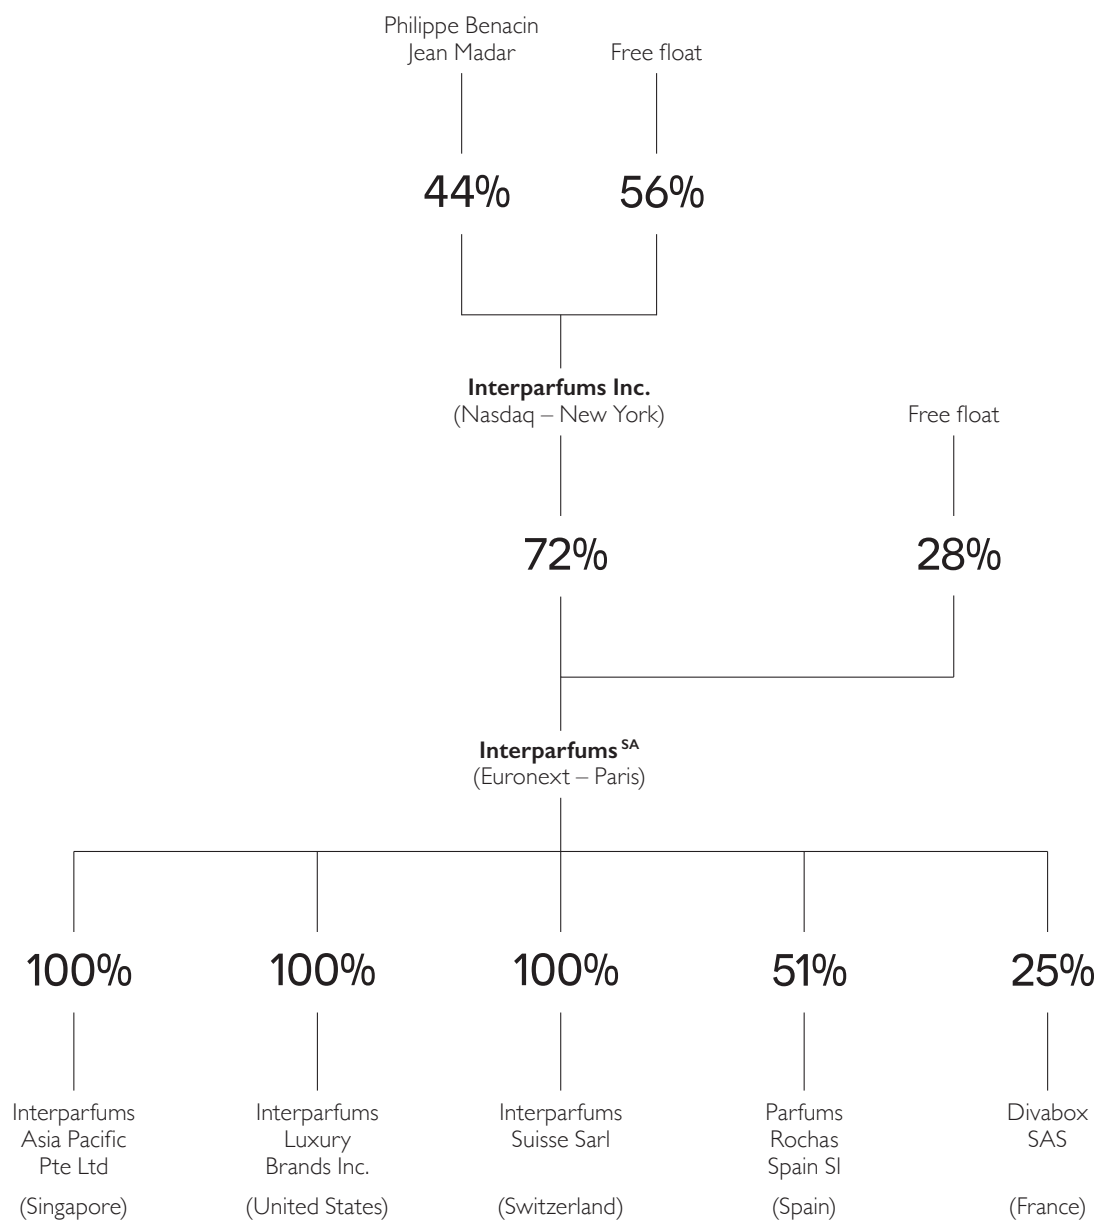 Philippe Benacin
Jean Madar
Free float
44%
56%
Interparfums Inc.
(Nasdaq – New York)
Free float
72%
28%
Interparfums SA
(Euronext – Paris)
100%
100%
100%
51%
25%
Interparfums
Asia Pacific
Pte Ltd
(Singapore)
Interparfums
Luxury
Brands Inc.
(United States)
Interparfums
Suisse Sarl
(Switzerland)
Parfums
Rochas
Spain Sl
(Spain)
Divabox
SAS
(France)